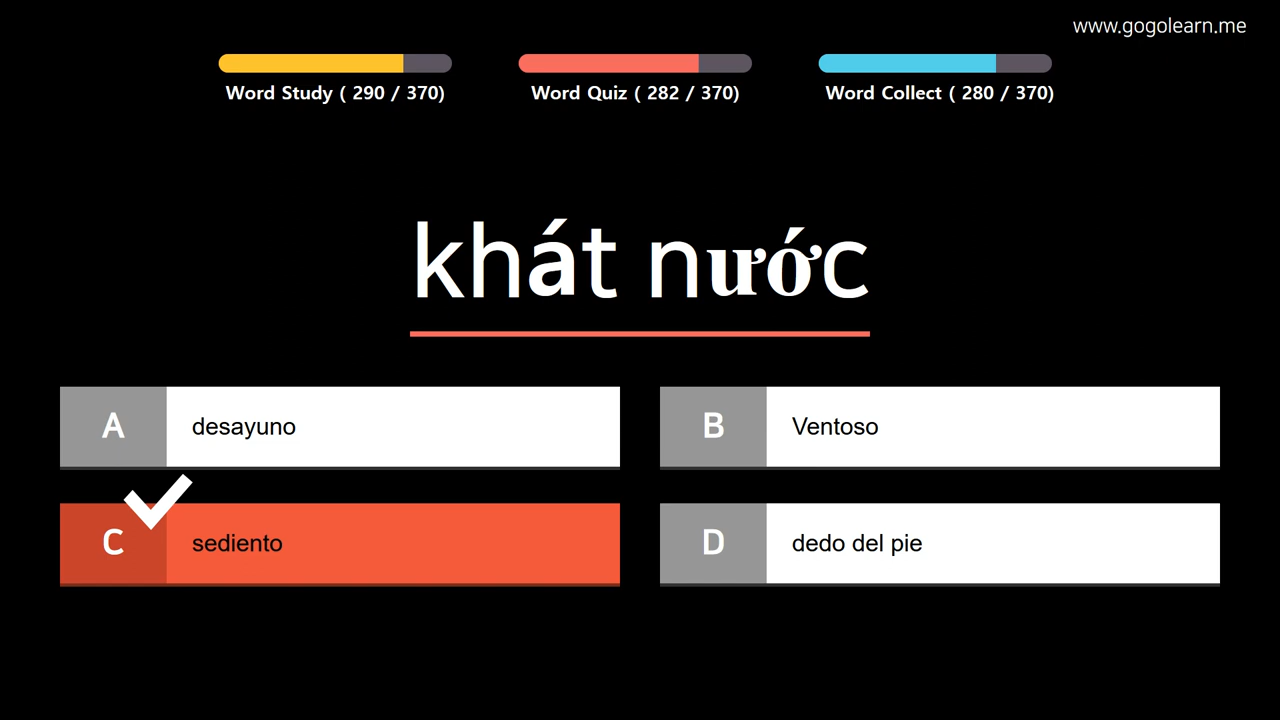 www.gogolearn.me
Word Study ( 290 / 370)
Word Quiz ( 282 / 370)
Word Collect ( 280 / 370)
khát nước
A desayuno
B Ventoso
C sediento
D dedo del pie